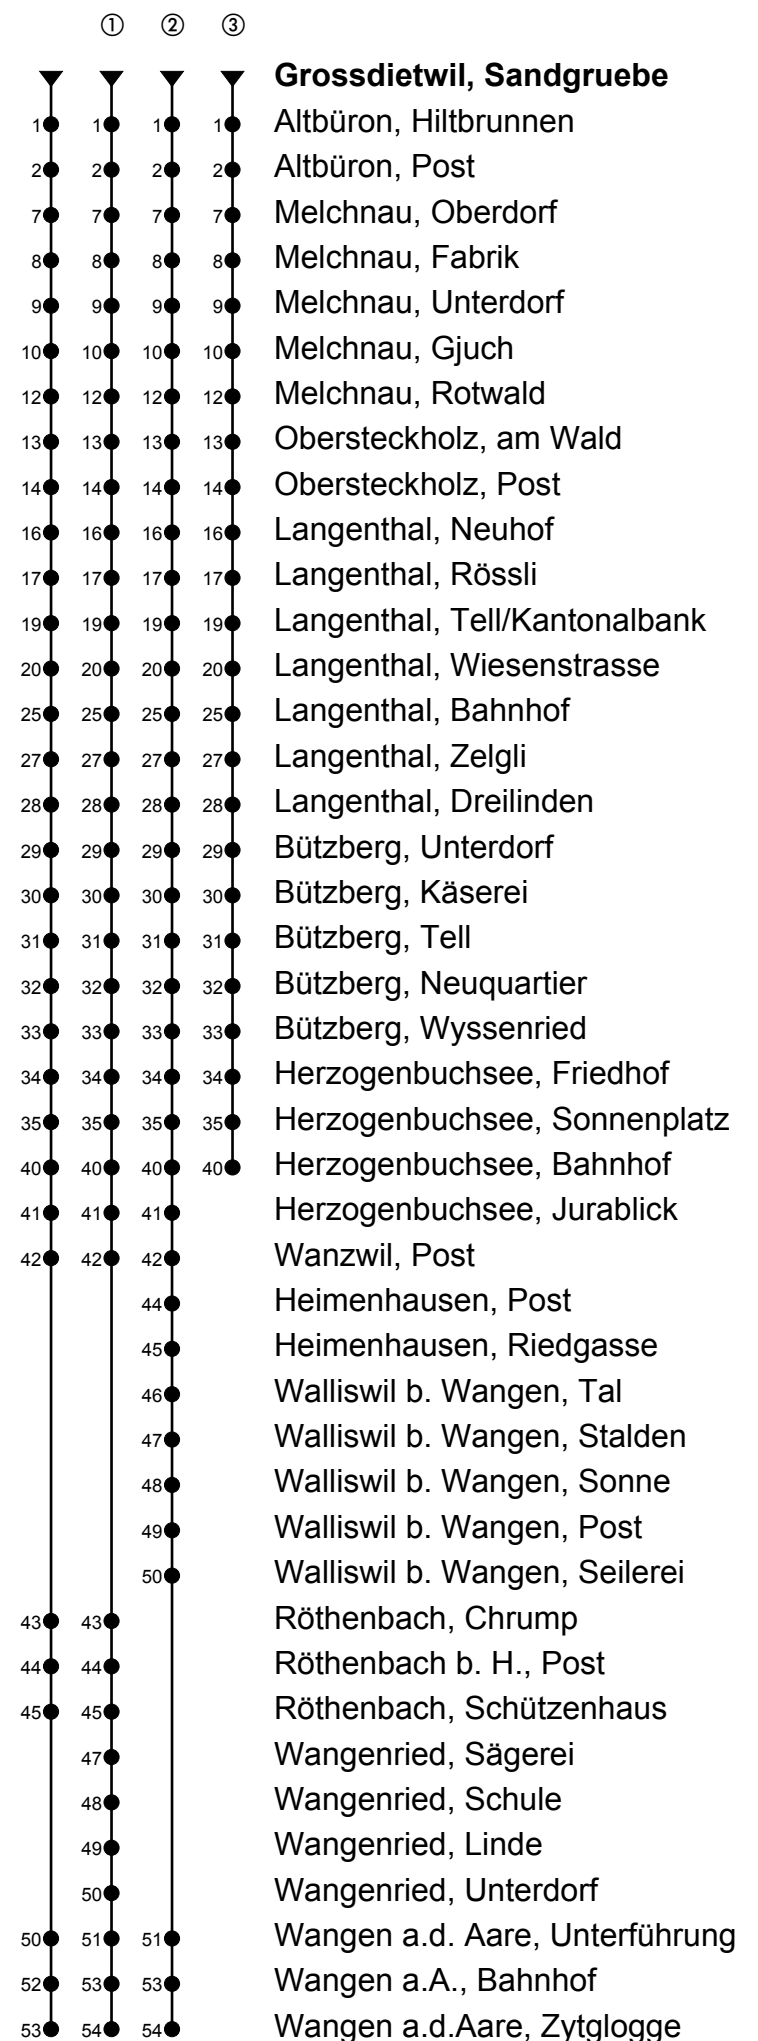 ① ② ③
Grossdietwil, Sandgruebe
1 1 1 1 Altbüron, Hiltbrunnen
2 2 2 2 Altbüron, Post
7 7 7 7 Melchnau, Oberdorf
8 8 8 8 Melchnau, Fabrik
9 9 9 9 Melchnau, Unterdorf
10 10 10 10 Melchnau, Gjuch
12 12 12 12 Melchnau, Rotwald
13 13 13 13 Obersteckholz, am Wald
14 14 14 14 Obersteckholz, Post
16 16 16 16 Langenthal, Neuhof
17 17 17 17 Langenthal, Rössli
19 19 19 19 Langenthal, Tell/Kantonalbank
20 20 20 20 Langenthal, Wiesenstrasse
25 25 25 25 Langenthal, Bahnhof
27 27 27 27 Langenthal, Zelgli
28 28 28 28 Langenthal, Dreilinden
29 29 29 29 Bützberg, Unterdorf
30 30 30 30 Bützberg, Käserei
31 31 31 31 Bützberg, Tell
32 32 32 32 Bützberg, Neuquartier
33 33 33 33 Bützberg, Wyssenried
34 34 34 34 Herzogenbuchsee, Friedhof
35 35 35 35 Herzogenbuchsee, Sonnenplatz
40 40 40 40 Herzogenbuchsee, Bahnhof
41 41 41 Herzogenbuchsee, Jurablick
42 42 42 Wanzwil, Post
44 Heimenhausen, Post
45 Heimenhausen, Riedgasse
46 Walliswil b. Wangen, Tal
47 Walliswil b. Wangen, Stalden
48 Walliswil b. Wangen, Sonne
49 Walliswil b. Wangen, Post
50 Walliswil b. Wangen, Seilerei
43 43 Röthenbach, Chrump
44 44 Röthenbach b. H., Post
45 45 Röthenbach, Schützenhaus
47 Wangenried, Sägerei
48 Wangenried, Schule
49 Wangenried, Linde
50 Wangenried, Unterdorf
50 51 51 Wangen a.d. Aare, Unterführung
52 53 53 Wangen a.A., Bahnhof
53 54 54 Wangen a.d.Aare, Zytglogge